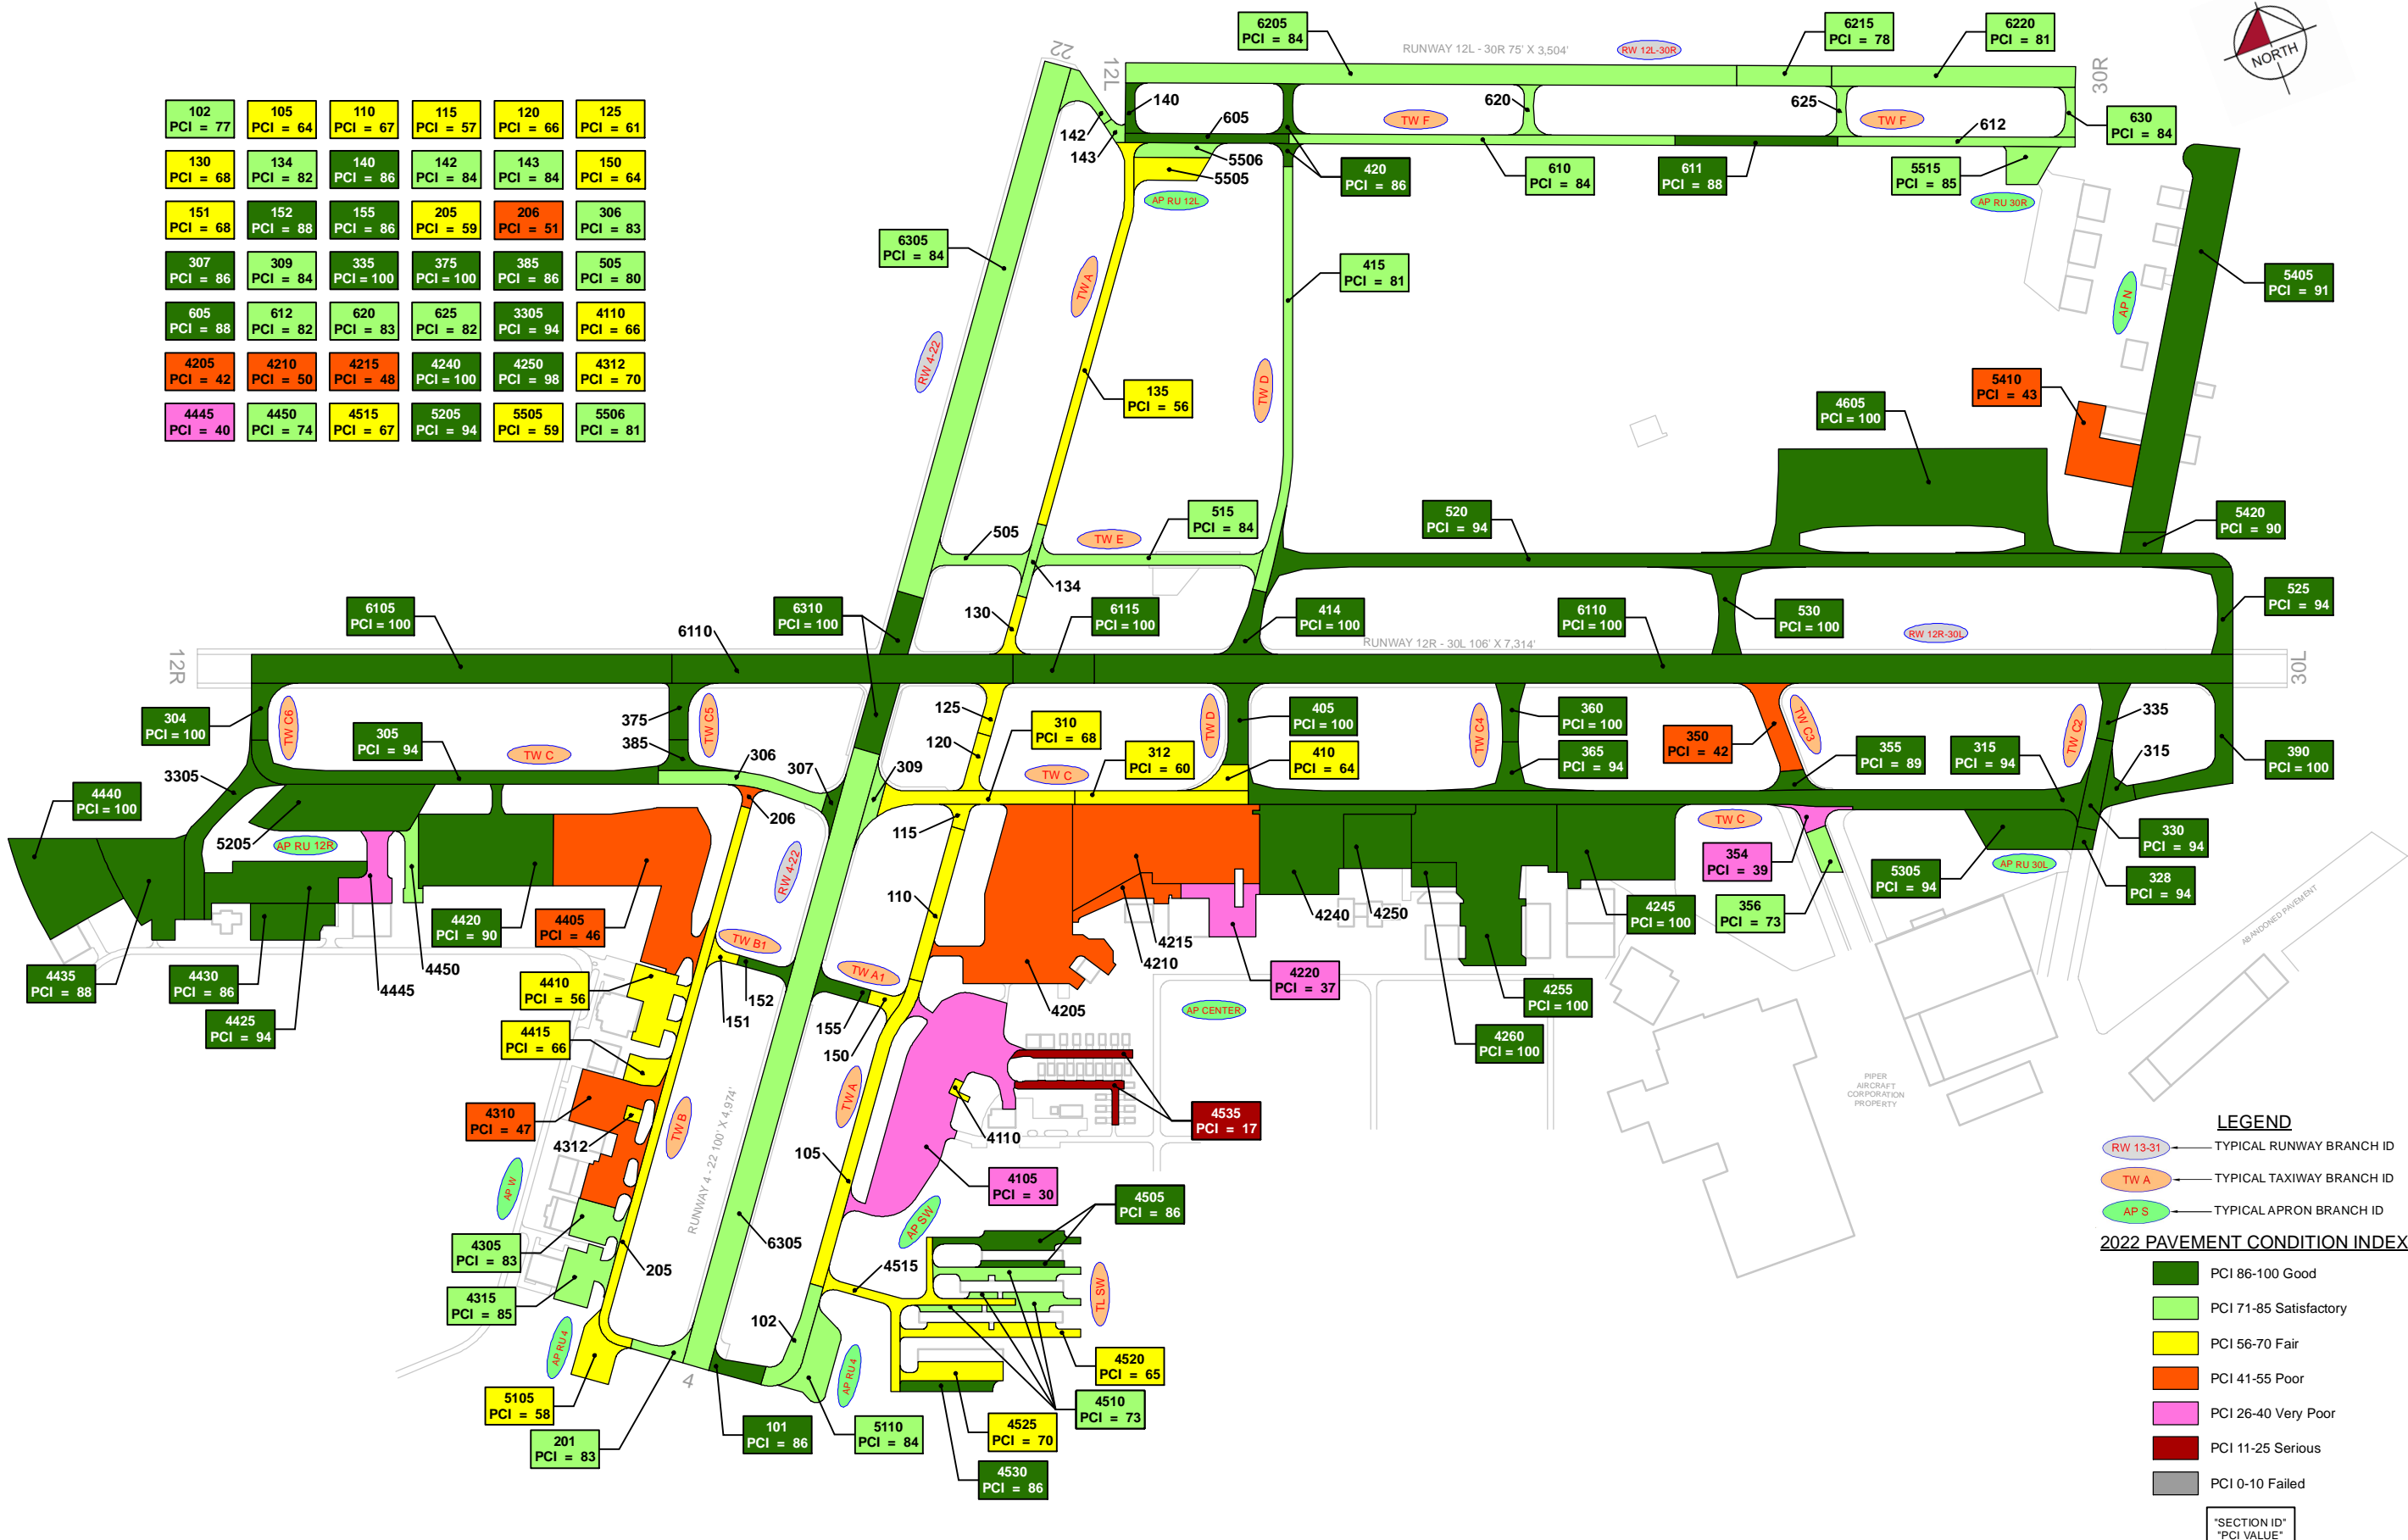 22
12L
6205
PCI = 84
RUNWAY 12L - 30R 75' X 3,504'
RW 12L-30R
6215
PCI = 78
6220
PCI = 81
30R
NORTH
102
PCI = 77
105
PCI = 64
110
PCI = 67
115
PCI = 57
120
PCI = 66
125
PCI = 61
130
PCI = 68
134
PCI = 82
140
PCI = 86
142
PCI = 84
143
PCI = 84
150
PCI = 64
151
PCI = 68
152
PCI = 88
155
PCI = 86
205
PCI = 59
206
PCI = 51
306
PCI = 83
307
PCI = 86
309
PCI = 84
335
PCI = 100
375
PCI = 100
385
PCI = 86
505
PCI = 80
605
PCI = 88
612
PCI = 82
620
PCI = 83
625
PCI = 82
3305
PCI = 94
4110
PCI = 66
4205
PCI = 42
4210
PCI = 50
4215
PCI = 48
4240
PCI = 100
4250
PCI = 98
4312
PCI = 70
4445
PCI = 40
4450
PCI = 74
4515
PCI = 67
5205
PCI = 94
5505
PCI = 59
5506
PCI = 81
140
605
142
143
5506
5505
AP RU 12L
TW F
620
625
TW F
612
630
PCI = 84
420
PCI = 86
610
PCI = 84
611
PCI = 88
5515
PCI = 85
AP RU 30R
6305
PCI = 84
TW A
415
PCI = 81
AP N
5405
PCI = 91
RW 4-22
135
PCI = 56
TW D
5410
PCI = 43
4605
PCI = 100
505
TW E
515
PCI = 84
520
PCI = 94
5420
PCI = 90
134
6105
PCI = 100
6110
6310
PCI = 100
130
6115
PCI = 100
414
PCI = 100
6110
PCI = 100
530
PCI = 100
RW 12R-30L
525
PCI = 94
12R
RUNWAY 12R - 30L 106' X 7,314'
30L
304
PCI = 100
TW C6
305
PCI = 94
TW C
375
385
TW C5
306
307
309
125
120
310
PCI = 68
TW C
312
PCI = 60
TW D
405
PCI = 100
410
PCI = 64
TW C4
360
PCI = 100
365
PCI = 94
350
PCI = 42
TW C3
355
PCI = 89
315
PCI = 94
TW C2
335
315
390
PCI = 100
3305
4440
PCI = 100
5205
AP RU 12R
206
RW 4-22
115
110
TW C
354
PCI = 39
356
PCI = 73
5305
PCI = 94
AP RU 30L
330
PCI = 94
328
PCI = 94
4435
PCI = 88
4430
PCI = 86
4425
PCI = 94
4445
4450
4420
PCI = 90
4405
PCI = 46
TW B1
TW A1
4215
4210
4205
4220
PCI = 37
4240
4250
4245
PCI = 100
4255
PCI = 100
4260
PCI = 100
AP CENTER
ABANDONED PAVEMENT
4410
PCI = 56
4415
PCI = 66
152
151
155
150
4310
PCI = 47
4312
TW B
TW A
4110
4535
PCI = 17
PIPER
AIRCRAFT
CORPORATION
PROPERTY
AP W
RUNWAY 4 - 22 100' X 4,974'
105
4105
PCI = 30
AP SW
4505
PCI = 86
4305
PCI = 83
4315
PCI = 85
205
6305
4515
TL SW
102
AP RU 4
4
AP RU 4
5105
PCI = 58
201
PCI = 83
101
PCI = 86
5110
PCI = 84
4520
PCI = 65
4510
PCI = 73
4525
PCI = 70
4530
PCI = 86
LEGEND
RW 13-31 TYPICAL RUNWAY BRANCH ID
TW A TYPICAL TAXIWAY BRANCH ID
AP S TYPICAL APRON BRANCH ID
2022 PAVEMENT CONDITION INDEX
PCI 86-100 Good
PCI 71-85 Satisfactory
PCI 56-70 Fair
PCI 41-55 Poor
PCI 26-40 Very Poor
PCI 11-25 Serious
PCI 0-10 Failed
"SECTION ID"
"PCI VALUE"